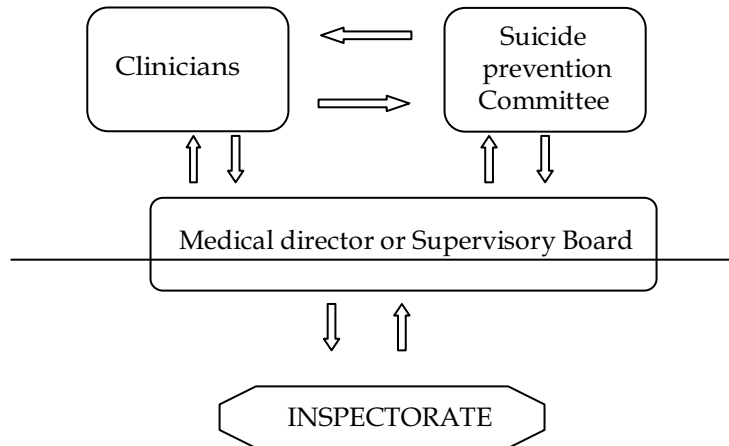 Clinicians
Suicide
prevention
Committee
Medical director or Supervisory Board
INSPECTORATE